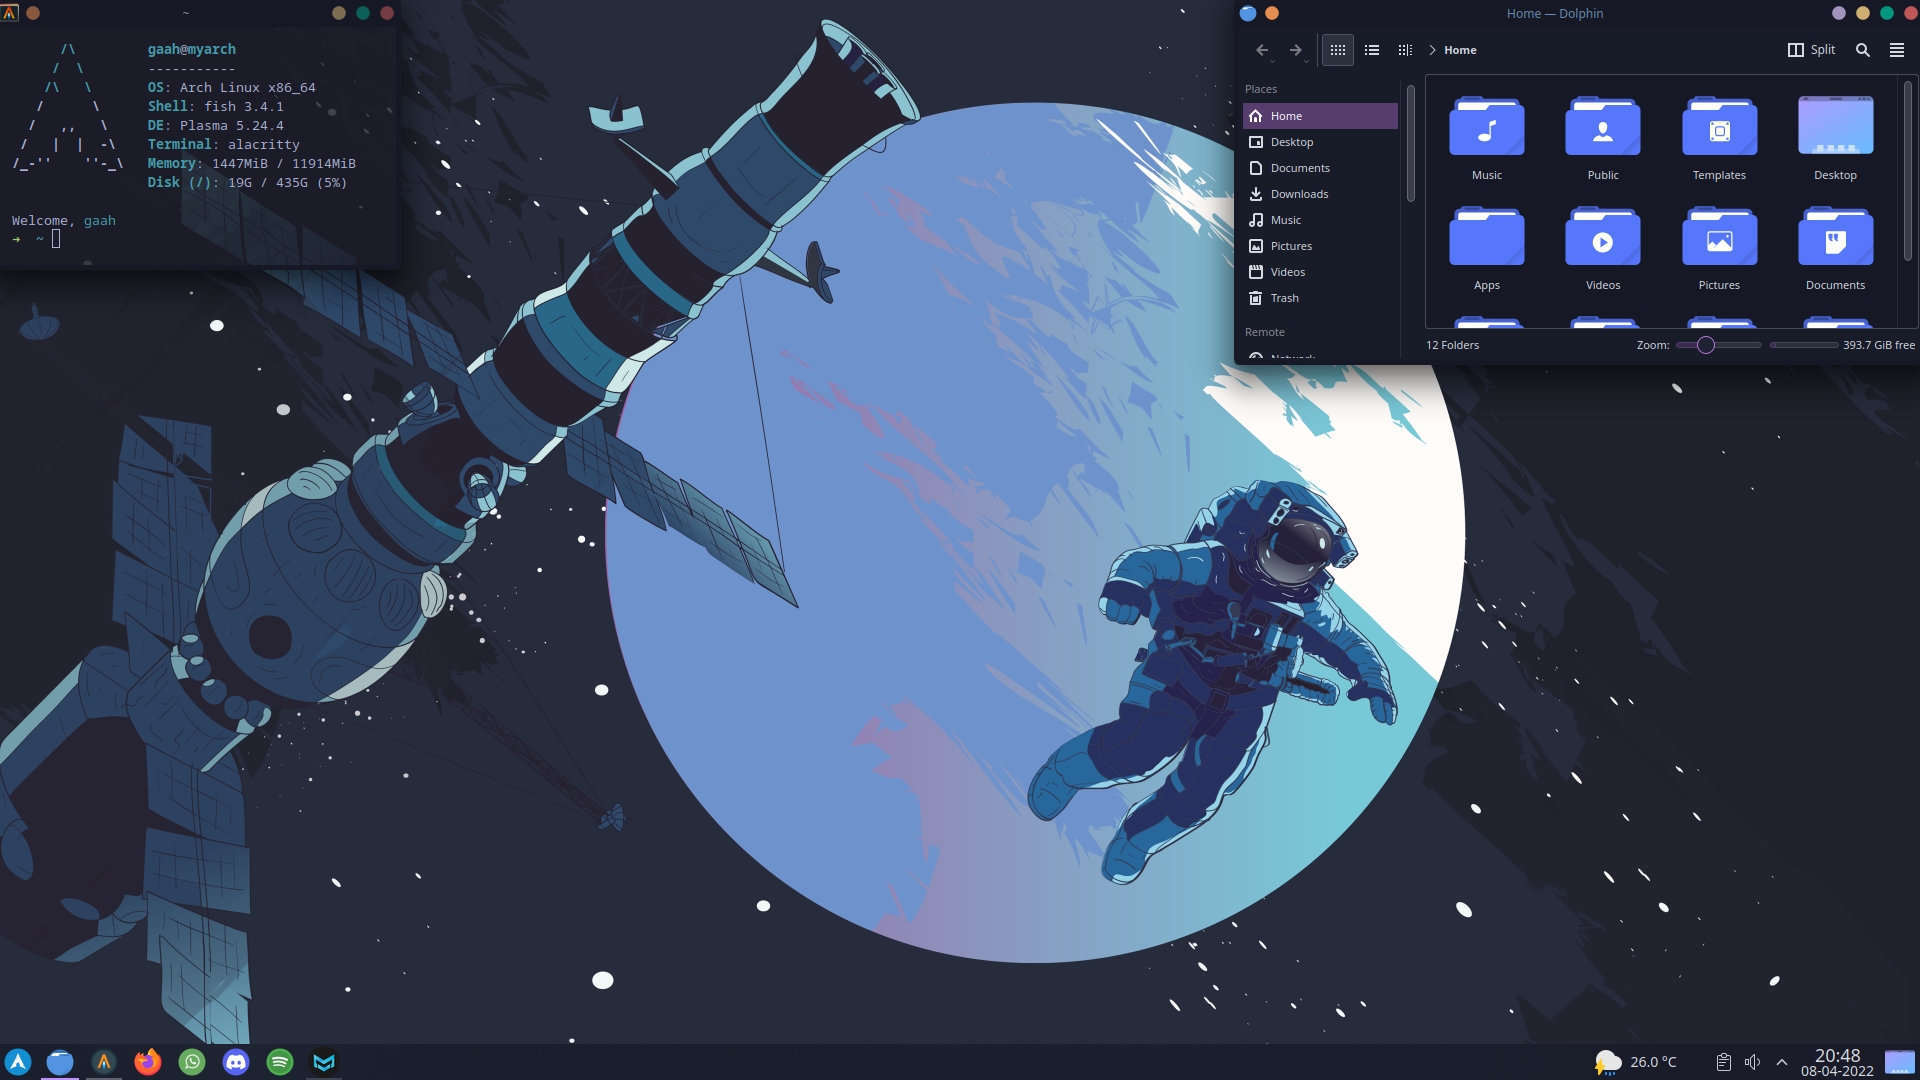 ~
gaah@myarch
-----------
OS: Arch Linux x86_64
Shell: fish 3.4.1
DE: Plasma 5.24.4
Terminal: alacritty
Memory: 1447MiB / 11914MiB
Disk (/): 19G / 435G (5%)
Welcome, gaah
➜ ~
Home — Dolphin
Home
Split
Places
Home
Desktop
Documents
Downloads
Music
Pictures
Videos
Trash
Remote
Network
Music
Public
Templates
Desktop
Apps
Videos
Pictures
Documents
12 Folders
Zoom:
393.7 GiB free
26.0 °C
20:48
08-04-2022